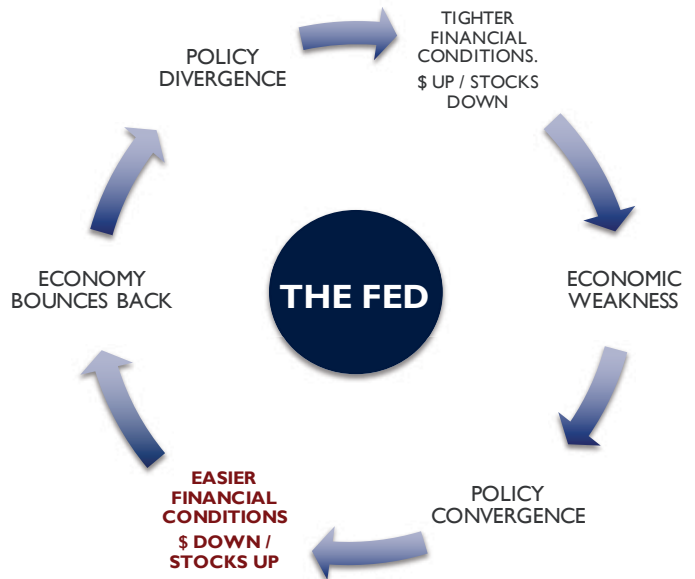 POLICY
DIVERGENCE
TIGHTER
FINANCIAL
CONDITIONS.
$ UP / STOCKS
DOWN
ECONOMIC
WEAKNESS
POLICY
CONVERGENCE
EASIER
FINANCIAL
CONDITIONS
$ DOWN /
STOCKS UP
ECONOMY
BOUNCES BACK
THE FED